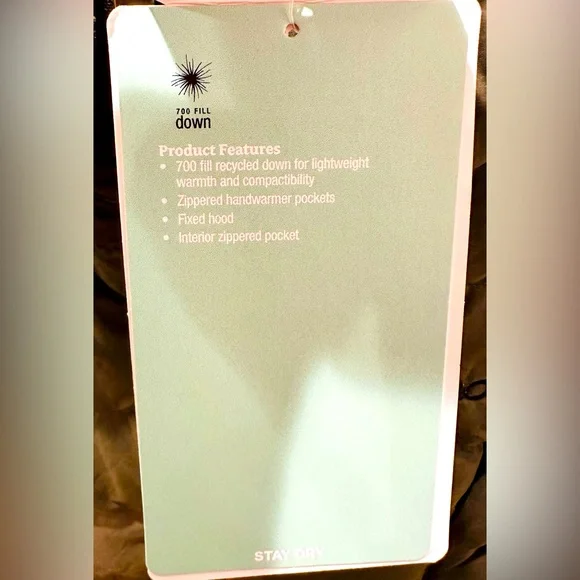 700 FILL
down
Product Features
• 700 fill recycled down for lightweight
warmth and compactibility
• Zippered handwarmer pockets
• Fixed hood
• Interior zippered pocket
STAY DRY